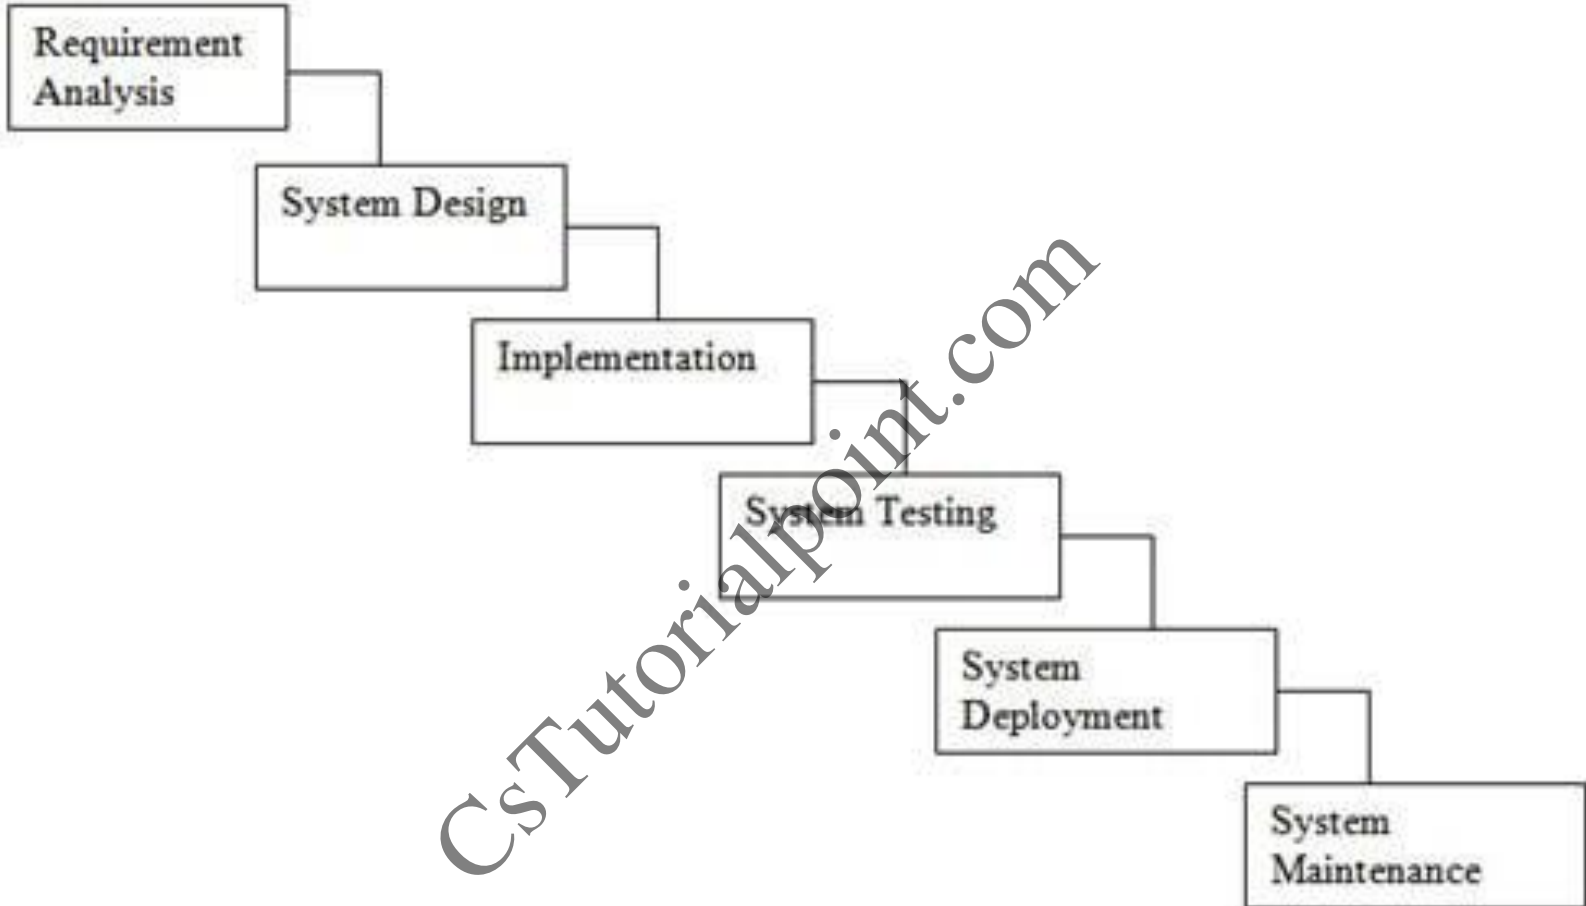 Requirement
Analysis
System Design
Implementation
System Testing
System
Deployment
System
Maintenance
CsTutorialpoint.com